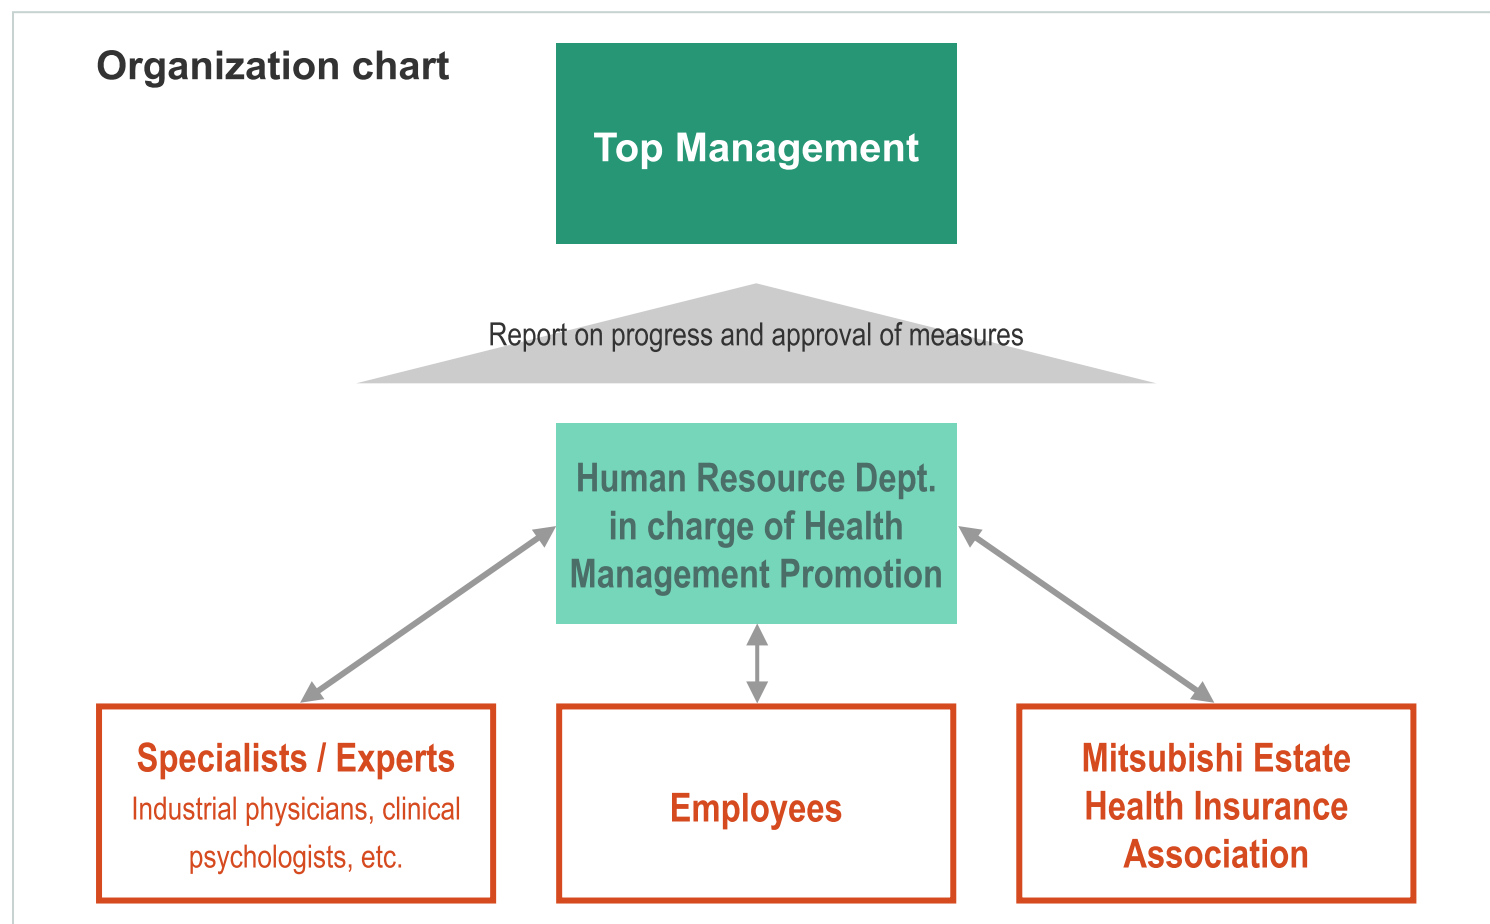 Organization chart
Top Management
Report on progress and approval of measures
Human Resource Dept.
in charge of Health
Management Promotion
Specialists / Experts
Industrial physicians, clinical
psychologists, etc.
Employees
Mitsubishi Estate
Health Insurance
Association